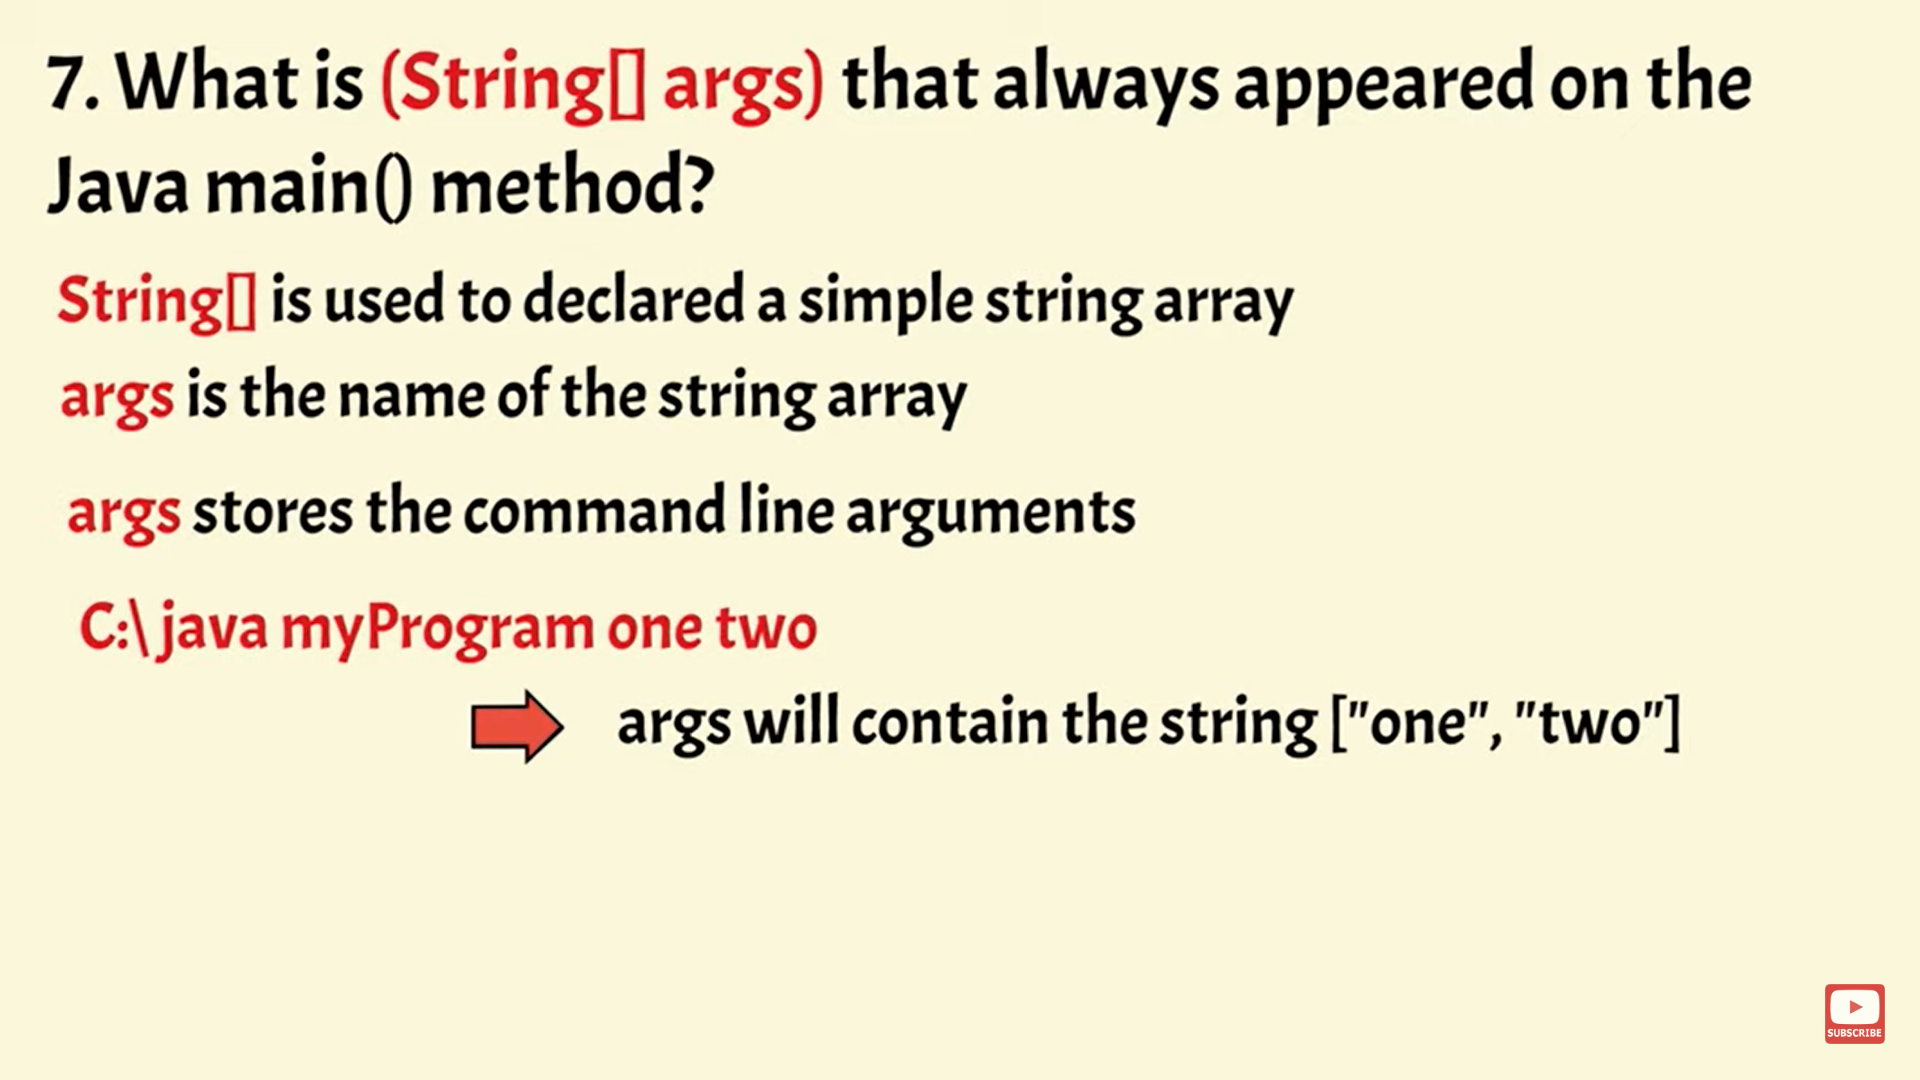 7. What is (String[] args) that always appeared on the
Java main() method?
String[] is used to declared a simple string array
args is the name of the string array
args stores the command line arguments
C:\ java myProgram one two
args will contain the string ["one", "two"]
SUBSCRIBE